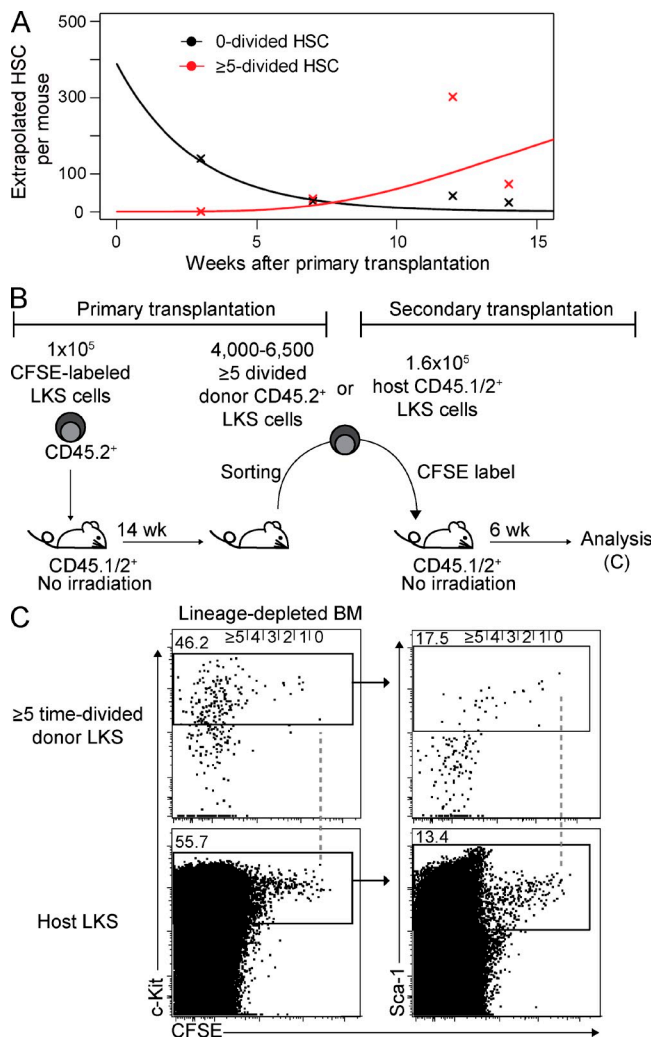 A
500
300
100
0
Extrapolated HSC
per mouse
0-divided HSC
≥5-divided HSC
0
5
10
15
Weeks after primary transplantation
B
Primary transplantation
Secondary transplantation
1x10⁵
CFSE-labeled
LKS cells
CD45.2⁺
4,000-6,500
≥5 divided
donor CD45.2⁺
LKS cells
or
1.6x10⁵
host CD45.1/2⁺
LKS cells
Sorting
CFSE label
14 wk
6 wk
Analysis
(C)
CD45.1/2⁺
No irradiation
CD45.1/2⁺
No irradiation
C
Lineage-depleted BM
46.2
≥5|4|3|2|1|0
17.5
≥5|4|3|2|1|0
≥5 time-divided
donor LKS
55.7
13.4
Host LKS
c-Kit
Sca-1
CFSE